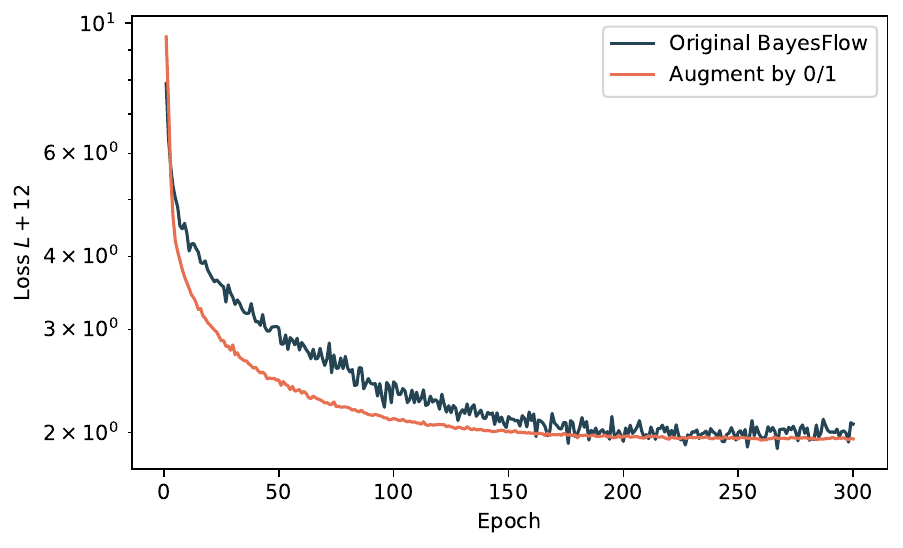 10¹
6 × 10⁰
4 × 10⁰
3 × 10⁰
2 × 10⁰
Loss L + 12
Original BayesFlow
Augment by 0/1
0 50 100 150 200 250 300
Epoch